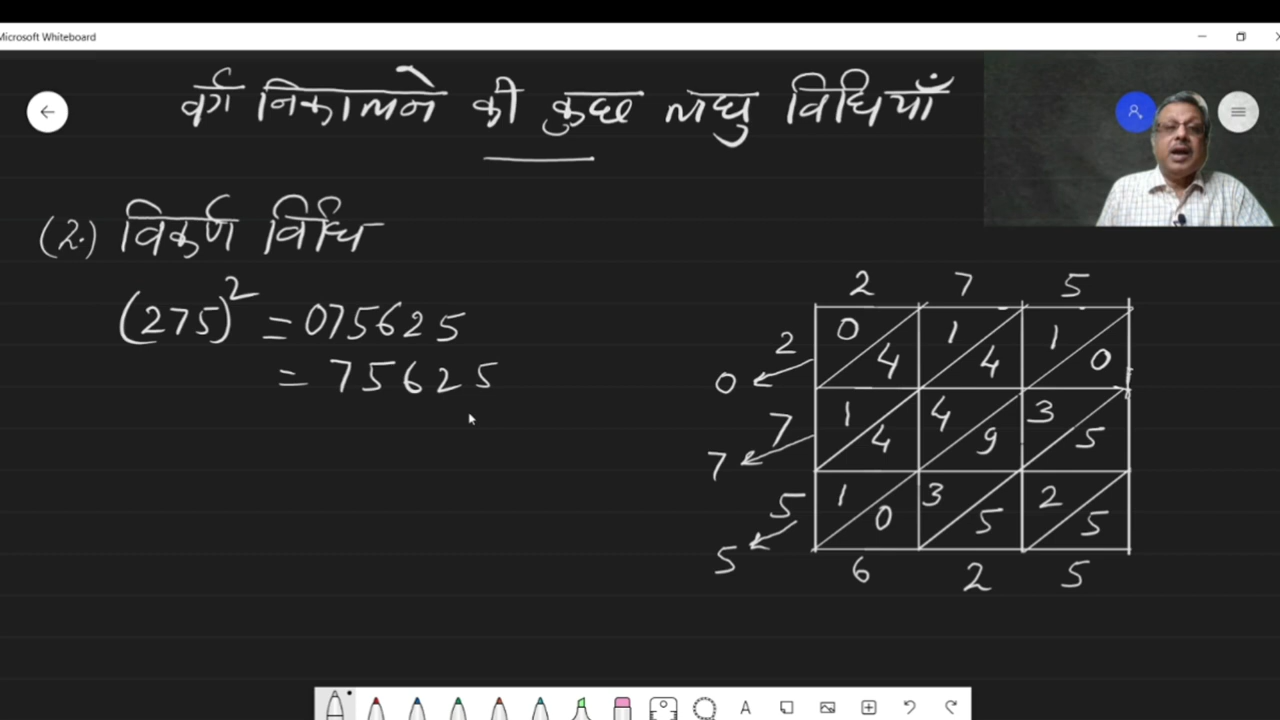 Microsoft Whiteboard
वर्ग निकालने की कुछ लघु विधियाँ
(2.) विकर्ण विधि
(275)² = 075625
= 75625
2 7 5
2 0 4 1 4 1 0
0
7 1 4 4 9 3 5
7
5 1 0 3 5 2 5
5
6 2 5
A